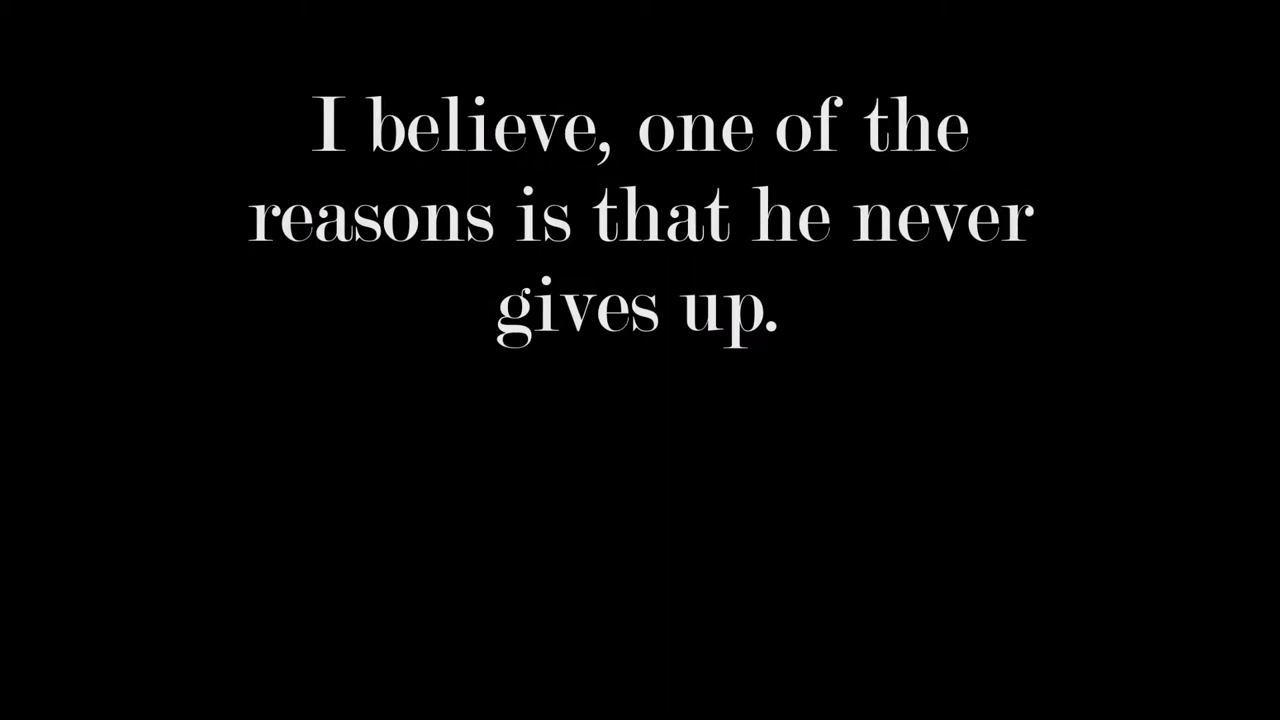 I believe, one of the
reasons is that he never
gives up.